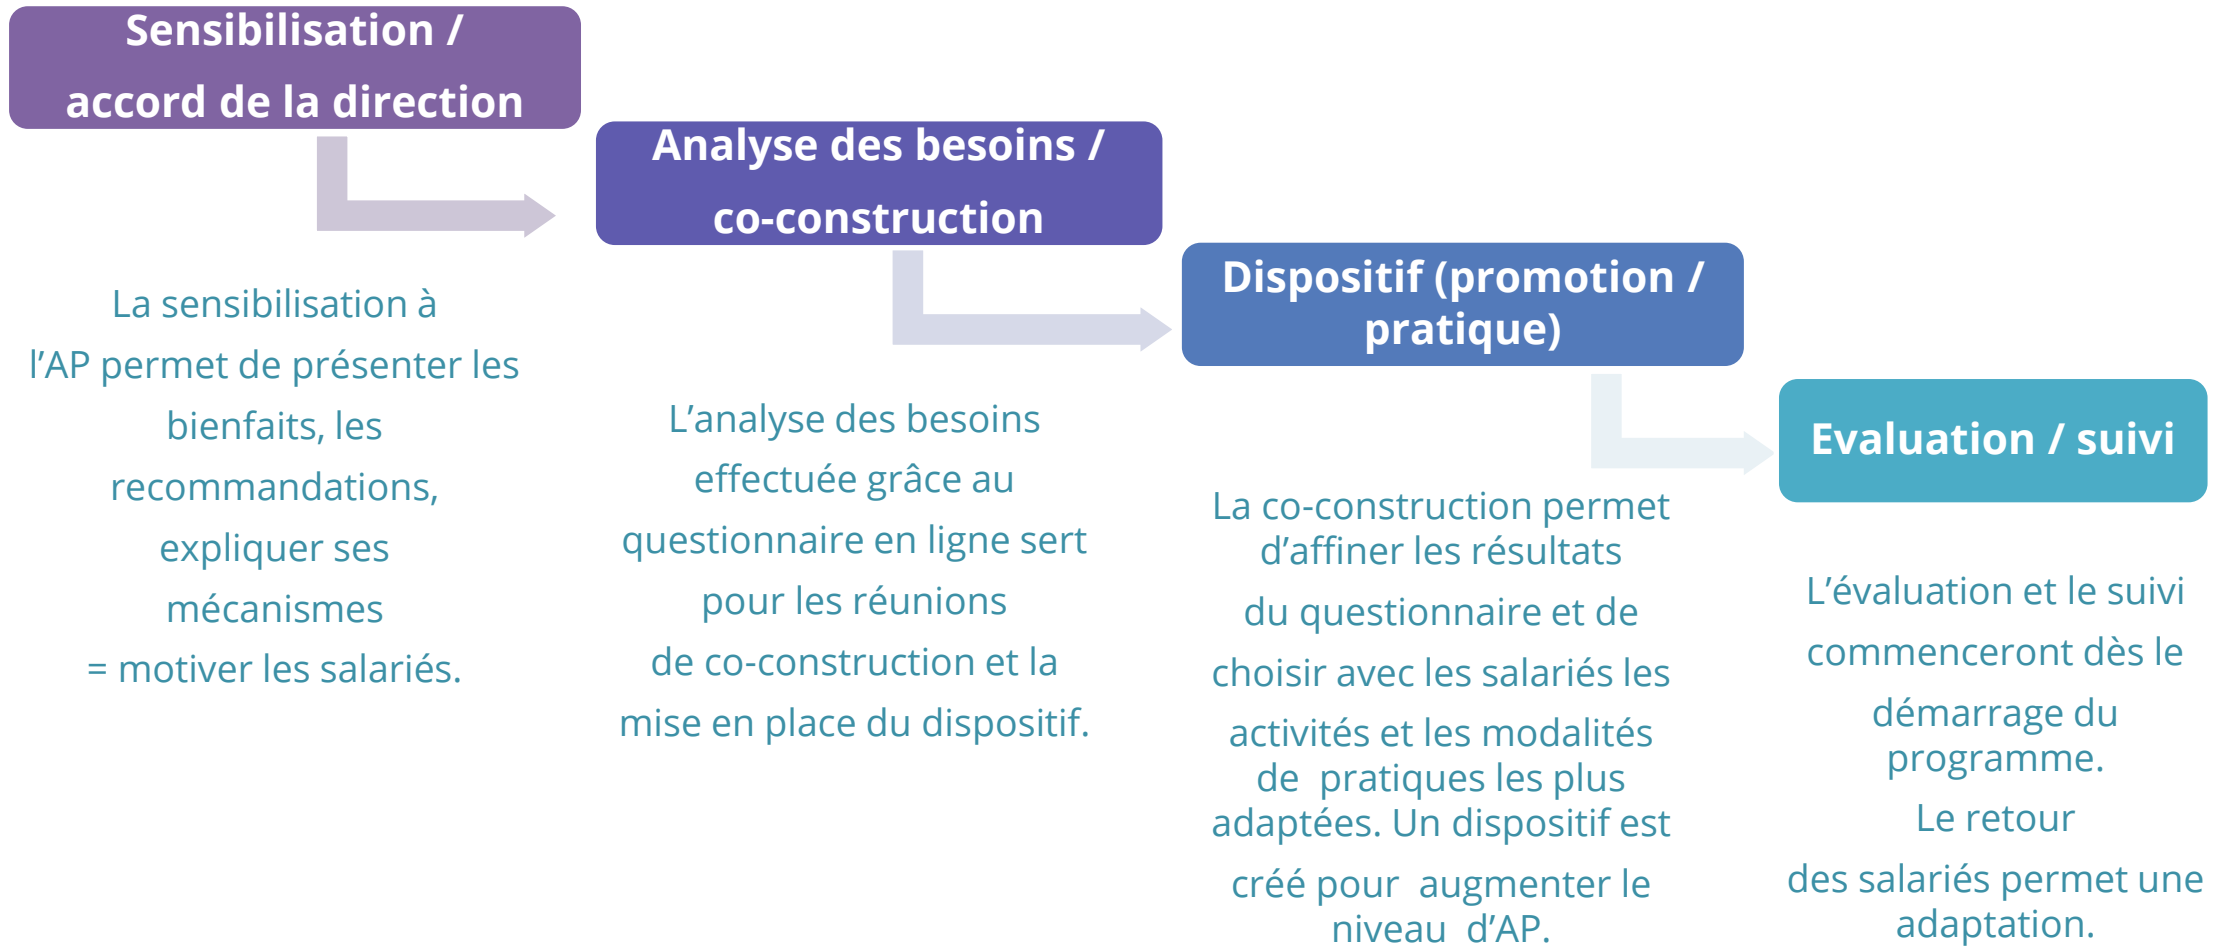 Sensibilisation /
accord de la direction
La sensibilisation à
l’AP permet de présenter les
bienfaits, les
recommandations,
expliquer ses
mécanismes
= motiver les salariés.
Analyse des besoins /
co-construction
L’analyse des besoins
effectuée grâce au
questionnaire en ligne sert
pour les réunions
de co-construction et la
mise en place du dispositif.
Dispositif (promotion /
pratique)
La co-construction permet
d’affiner les résultats
du questionnaire et de
choisir avec les salariés les
activités et les modalités
de pratiques les plus
adaptées. Un dispositif est
créé pour augmenter le
niveau d’AP.
Evaluation / suivi
L’évaluation et le suivi
commenceront dès le
démarrage du
programme.
Le retour
des salariés permet une
adaptation.